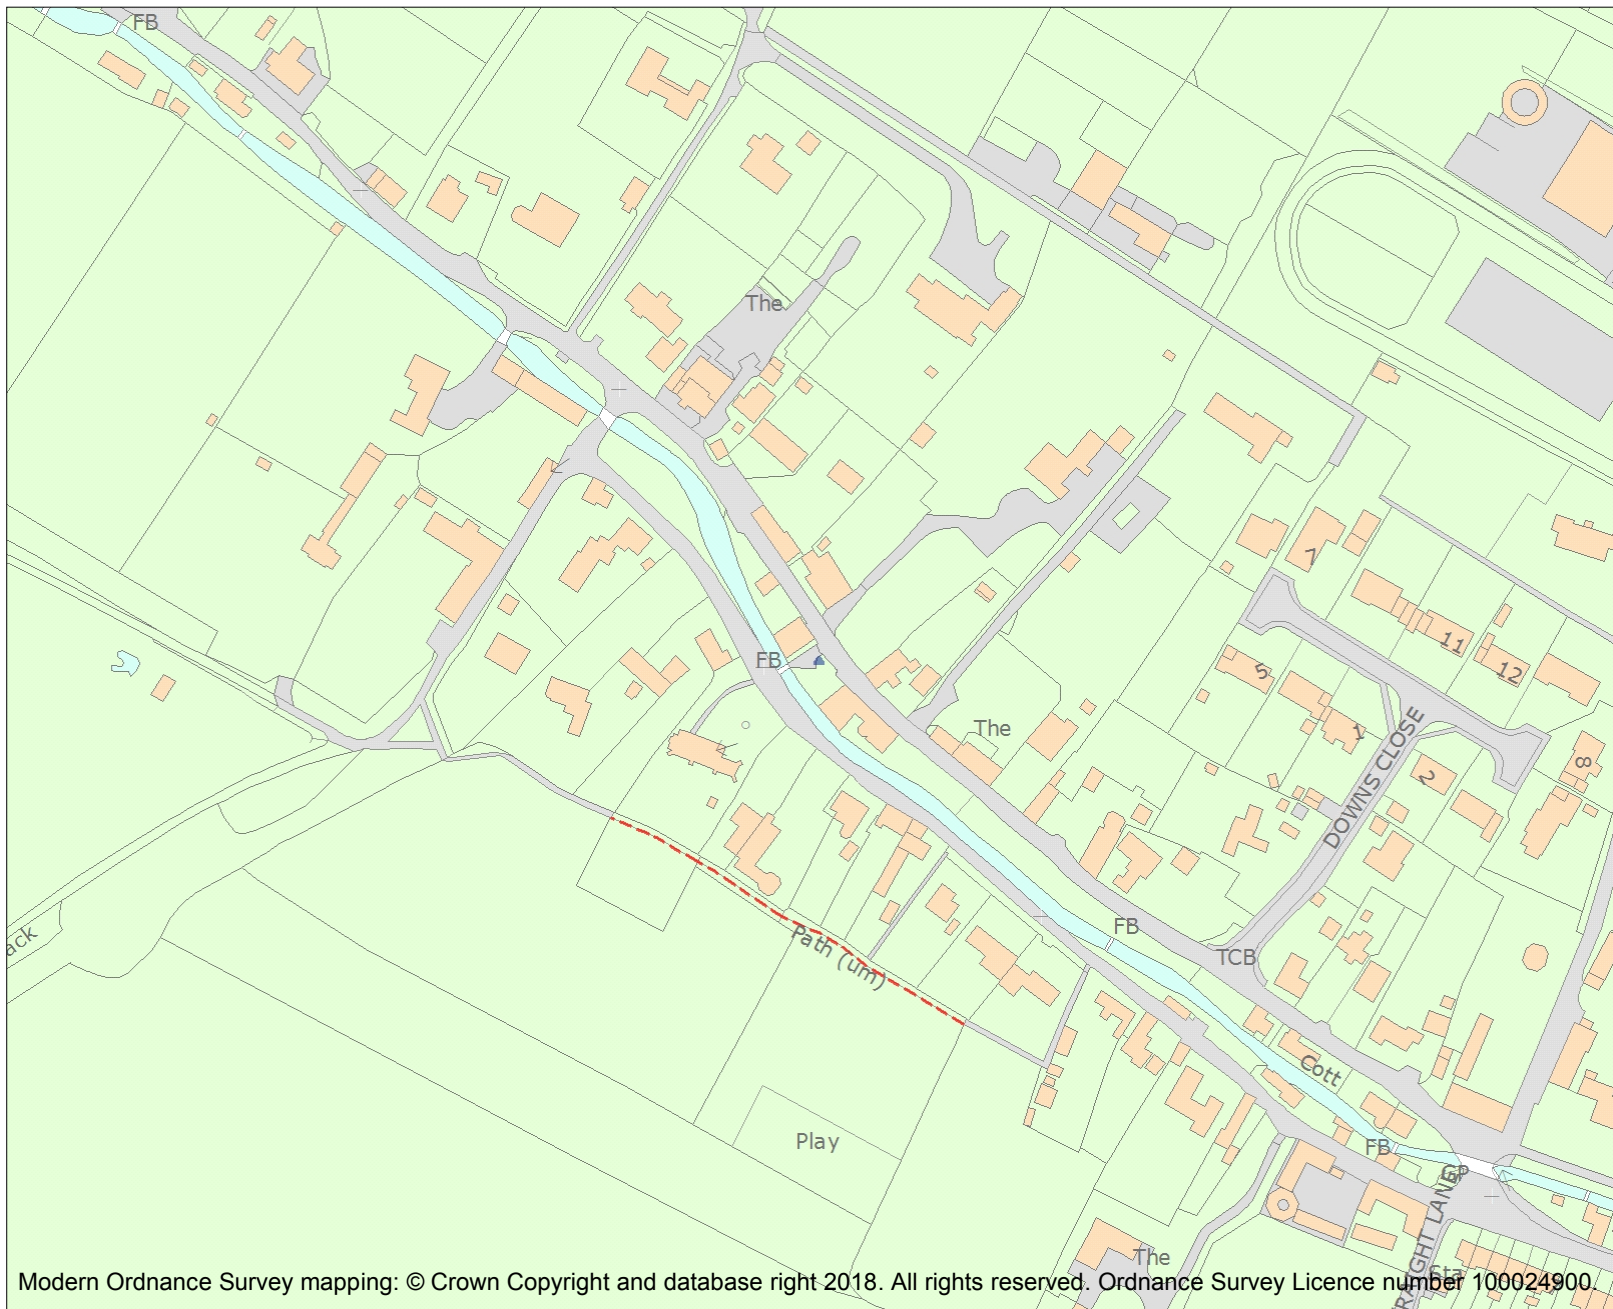 FB
The
7
11
12
5
FB
1
The
DOWNS CLOSE
2
8
Path (um)
FB
TCB
ack
Cott
Play
FB
GP
The
Sta
Modern Ordnance Survey mapping: © Crown Copyright and database right 2018. All rights reserved. Ordnance Survey Licence number 100024900.